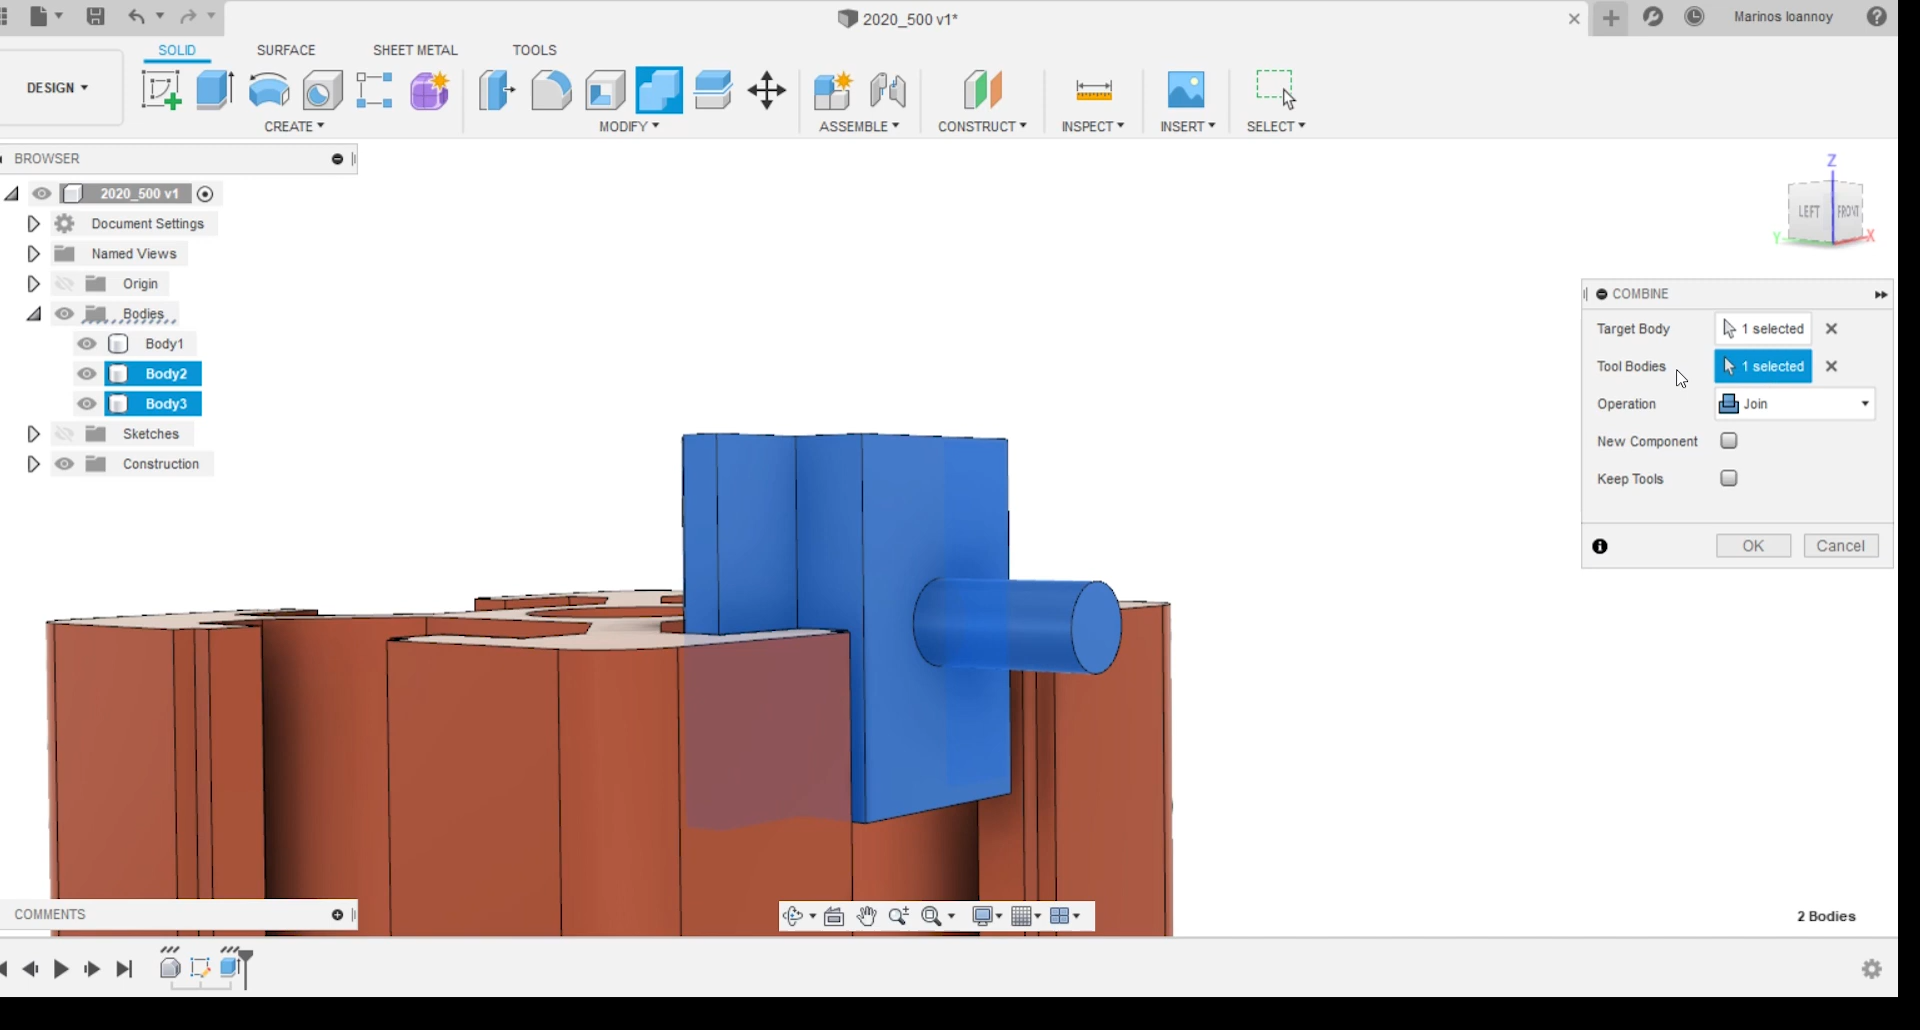 2020_500 v1*
Marinos Ioannoy
SOLID
SURFACE
SHEET METAL
TOOLS
DESIGN
CREATE
MODIFY
ASSEMBLE
CONSTRUCT
INSPECT
INSERT
SELECT
BROWSER
2020_500 v1
Document Settings
Named Views
Origin
Bodies
Body1
Body2
Body3
Sketches
Construction
Z
LEFT
FRONT
Y
X
COMBINE
Target Body
1 selected
Tool Bodies
1 selected
Operation
Join
New Component
Keep Tools
OK
Cancel
COMMENTS
2 Bodies